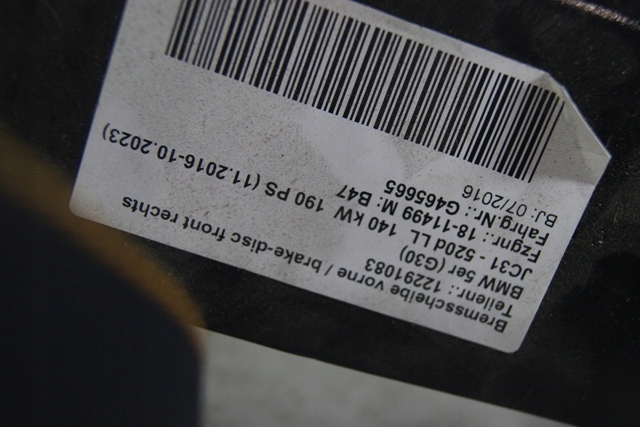 Bremsscheibe vorne / brake-disc front rechts
Teilenr.: 12291083
BMW 5er (G30)
JC31 - 520d LL 140 kW 190 PS (11.2016-10.2023)
Fzgnr.: 18-11499 M: B47
Fahrg.Nr.: G465665
BJ: 07/2016